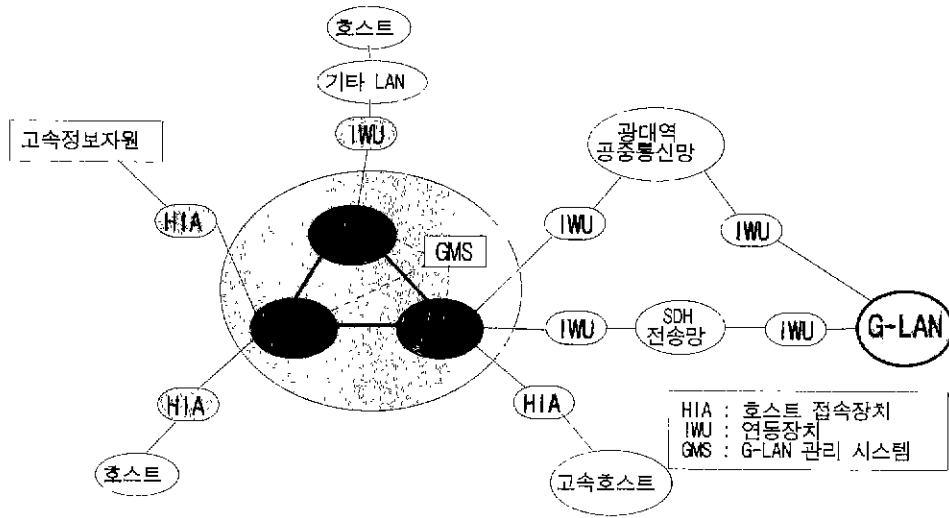 호스트
기타 LAN
IWU
고속정보자원
광대역
공중통신망
HIA
IWU
IWU
GMS
IWU
SDH
전송망
IWU
G-LAN
HIA
HIA
호스트
고속호스트
HIA : 호스트 접속장치
IWU : 연동장치
GMS : G-LAN 관리 시스템